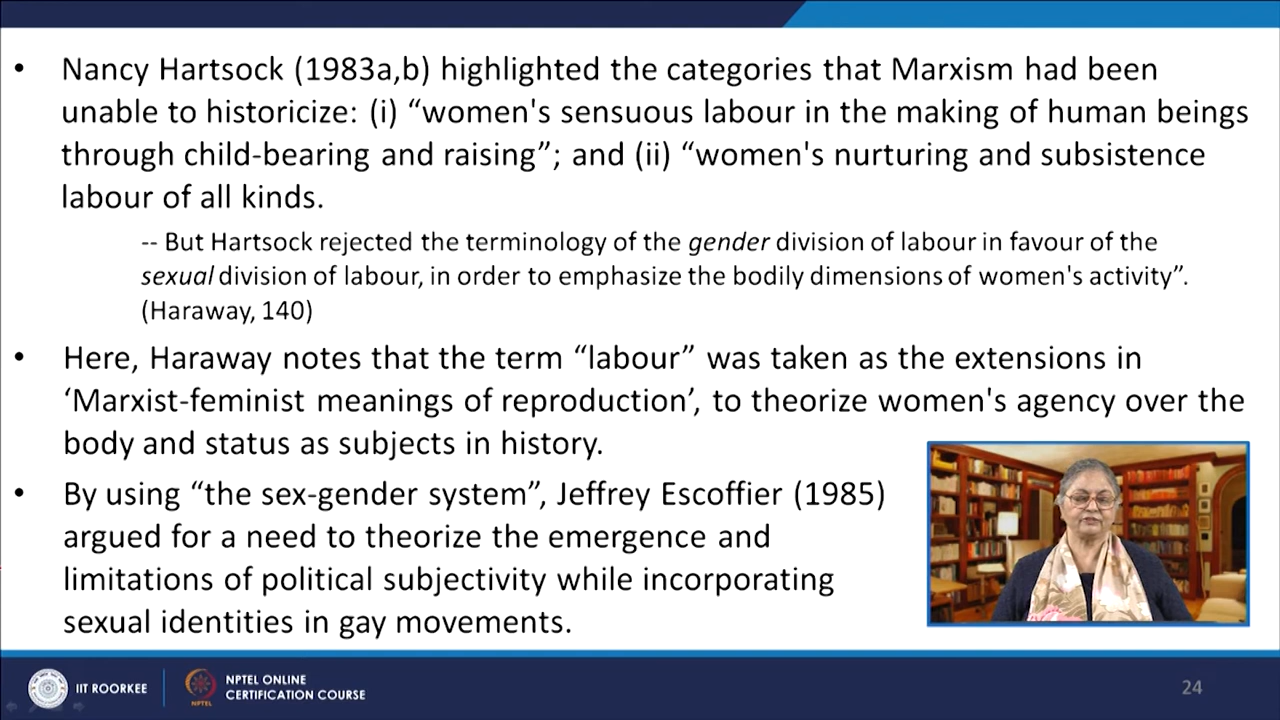 • Nancy Hartsock (1983a,b) highlighted the categories that Marxism had been
unable to historicize: (i) “women's sensuous labour in the making of human beings
through child-bearing and raising”; and (ii) “women's nurturing and subsistence
labour of all kinds.
-- But Hartsock rejected the terminology of the gender division of labour in favour of the
sexual division of labour, in order to emphasize the bodily dimensions of women's activity”.
(Haraway, 140)
• Here, Haraway notes that the term “labour” was taken as the extensions in
‘Marxist-feminist meanings of reproduction’, to theorize women's agency over the
body and status as subjects in history.
• By using “the sex-gender system”, Jeffrey Escoffier (1985)
argued for a need to theorize the emergence and
limitations of political subjectivity while incorporating
sexual identities in gay movements.
IIT ROORKEE
NPTEL
NPTEL ONLINE
CERTIFICATION COURSE
24